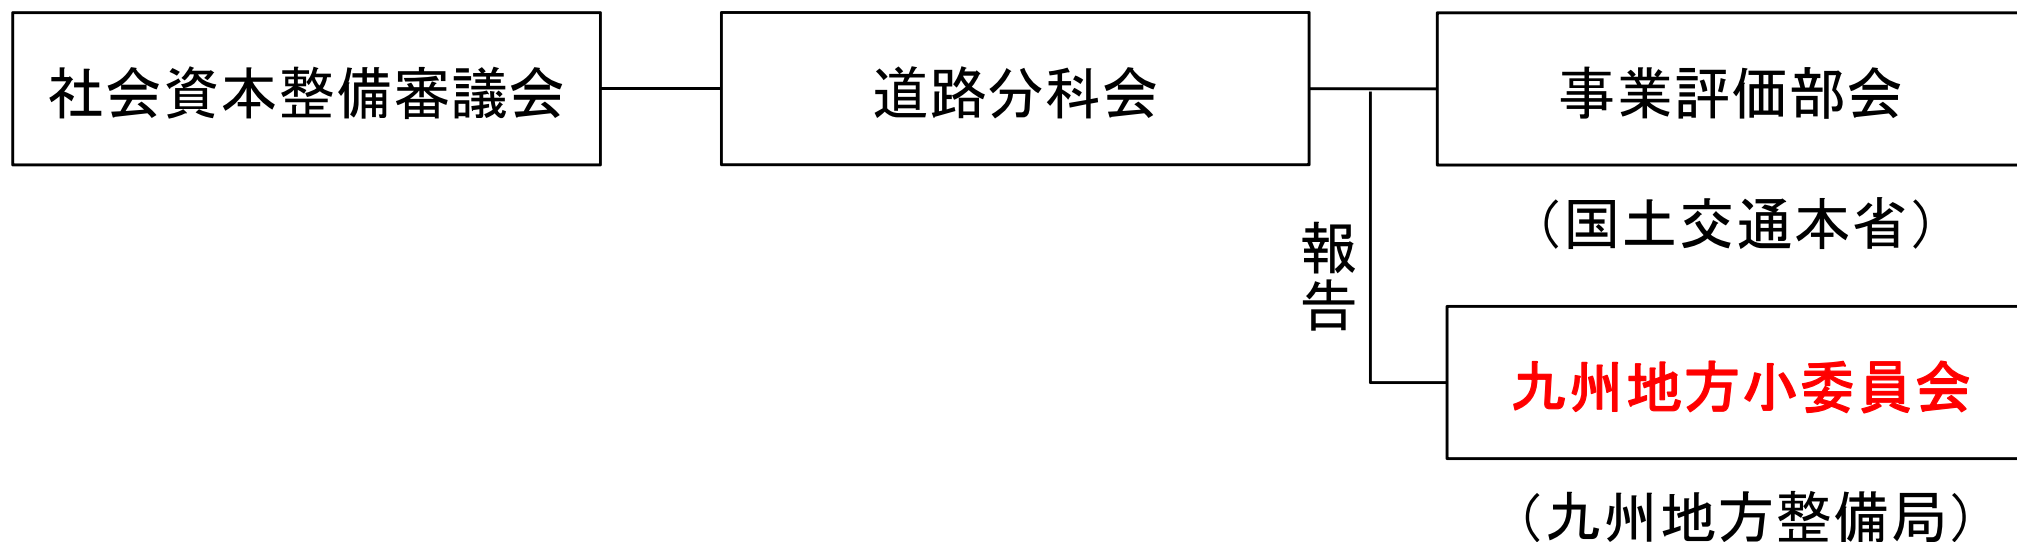 社会資本整備審議会
道路分科会
事業評価部会
（国土交通本省）
報告
九州地方小委員会
（九州地方整備局）